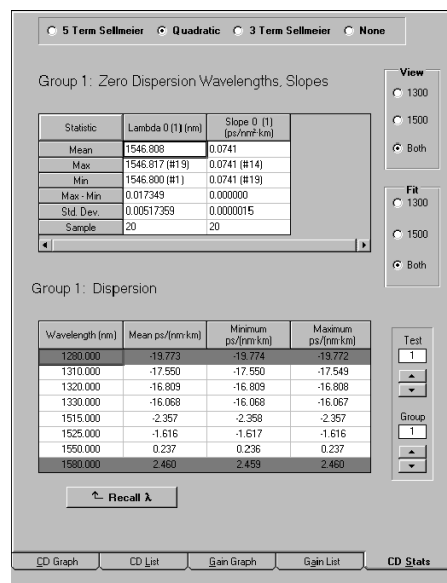 5 Term Sellmeier Quadratic 3 Term Sellmeier None
Group 1: Zero Dispersion Wavelengths, Slopes
Statistic Lambda 0 (1) (nm) Slope 0 (1) (ps/nm²·km)
Mean 1546.808 0.0741
Max 1546.817 (#19) 0.0741 (#14)
Min 1546.800 (#1) 0.0741 (#19)
Max - Min 0.017349 0.000000
Std. Dev. 0.00517359 0.0000015
Sample 20 20
View
1300
1500
Both
Fit
1300
1500
Both
Group 1: Dispersion
Wavelength (nm) Mean ps/(nm·km) Minimum ps/(nm·km) Maximum ps/(nm·km)
1280.000 -19.773 -19.774 -19.772
1310.000 -17.550 -17.550 -17.549
1320.000 -16.809 -16.809 -16.808
1330.000 -16.068 -16.068 -16.067
1515.000 -2.357 -2.358 -2.357
1525.000 -1.616 -1.617 -1.616
1550.000 0.237 0.236 0.237
1580.000 2.460 2.459 2.460
Test
1
Group
1
Recall λ
CD Graph CD List Gain Graph Gain List CD Stats